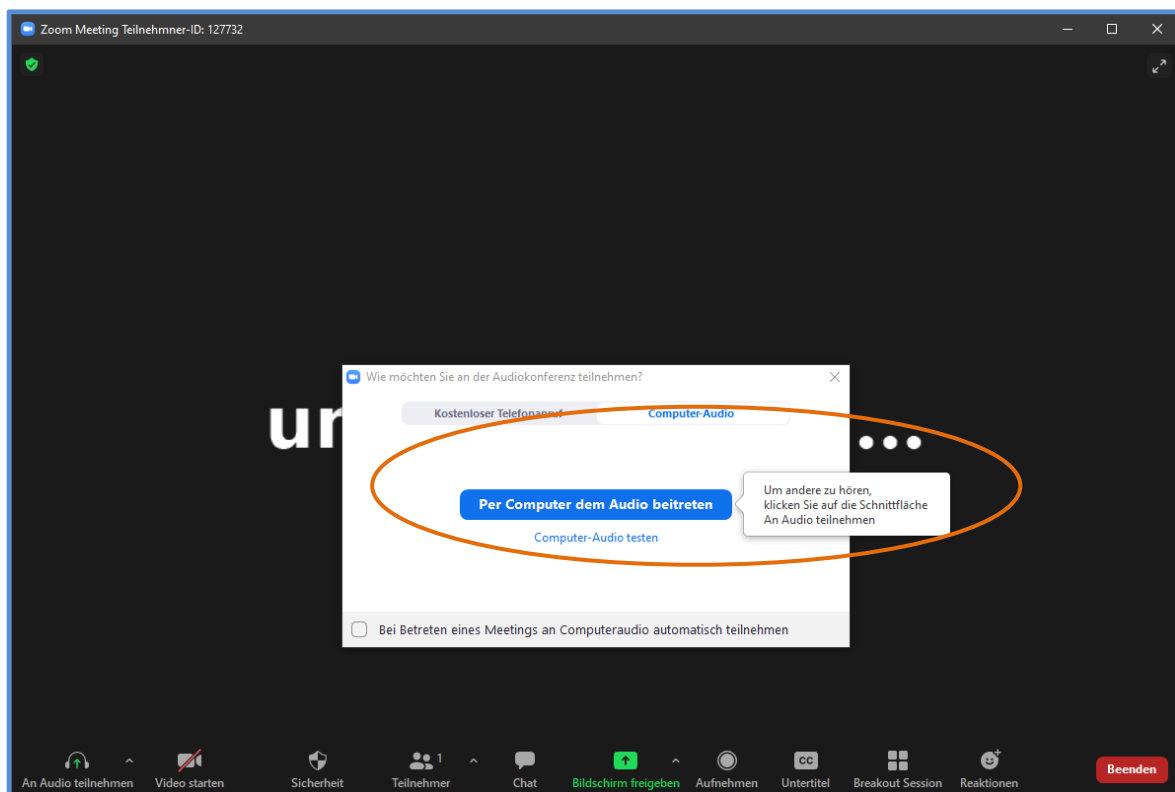 Zoom Meeting Teilnehmner-ID: 127732
Wie möchten Sie an der Audiokonferenz teilnehmen?
Kostenloser Telefonanruf
Computer-Audio
ur
...
Per Computer dem Audio beitreten
Um andere zu hören,
klicken Sie auf die Schnittfläche
An Audio teilnehmen
Computer-Audio testen
Bei Betreten eines Meetings an Computeraudio automatisch teilnehmen
1
CC
An Audio teilnehmen
Video starten
Sicherheit
Teilnehmer
Chat
Bildschirm freigeben
Aufnehmen
Untertitel
Breakout Session
Reaktionen
Beenden